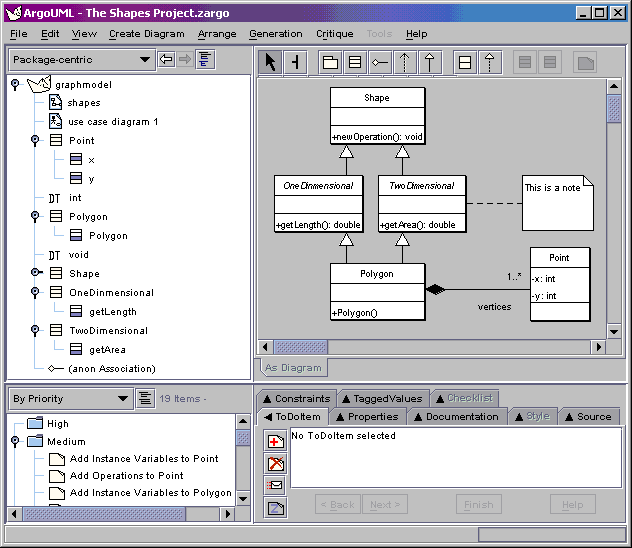 ArgoUML - The Shapes Project.zargo
File Edit View Create Diagram Arrange Generation Critique Tools Help
Package-centric
graphmodel
shapes
use case diagram 1
Point
x
y
DT int
Polygon
Polygon
DT void
Shape
OneDinmensional
getLength
TwoDimensional
getArea
(anon Association)
Shape
+newOperation(): void
OneDinmensional
+getLength(): double
TwoDimensional
+getArea(): double
This is a note
Polygon
+Polygon()
1..*
vertices
Point
-x: int
-y: int
As Diagram
By Priority 19 Items -
High
Medium
Add Instance Variables to Point
Add Operations to Point
Add Instance Variables to Polygon
Constraints TaggedValues Checklist
ToDoItem Properties Documentation Style Source
No ToDoItem selected
< Back Next > Finish Help